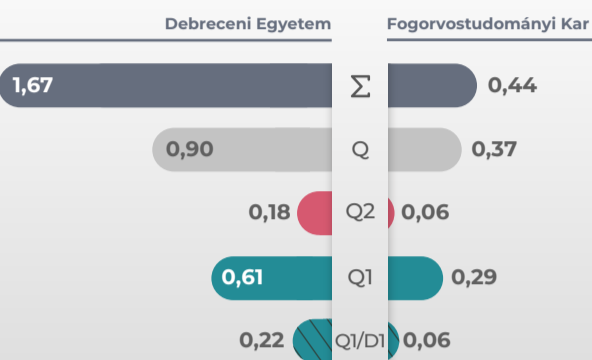 Debreceni Egyetem Fogorvostudományi Kar
1,67 Σ 0,44
0,90 Q 0,37
0,18 Q2 0,06
0,61 Q1 0,29
0,22 Q1/D1 0,06